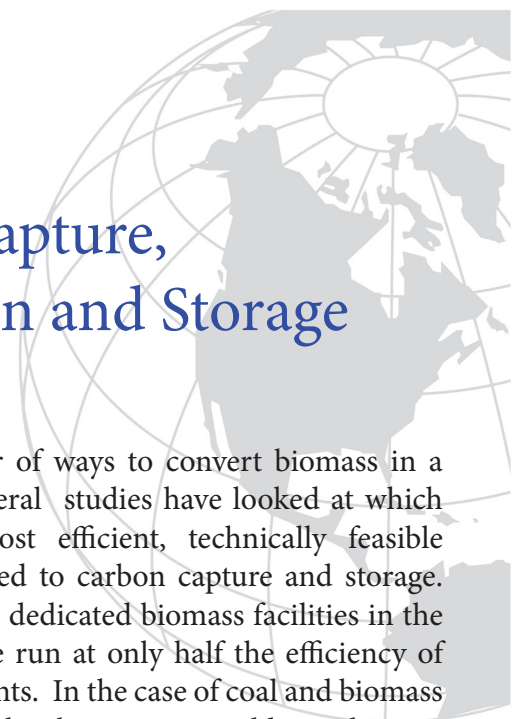 apture,
n and Storage
of ways to convert biomass in a
eral studies have looked at which
ost efficient, technically feasible
ed to carbon capture and storage.
dedicated biomass facilities in the
run at only half the efficiency of
nts. In the case of coal and biomass